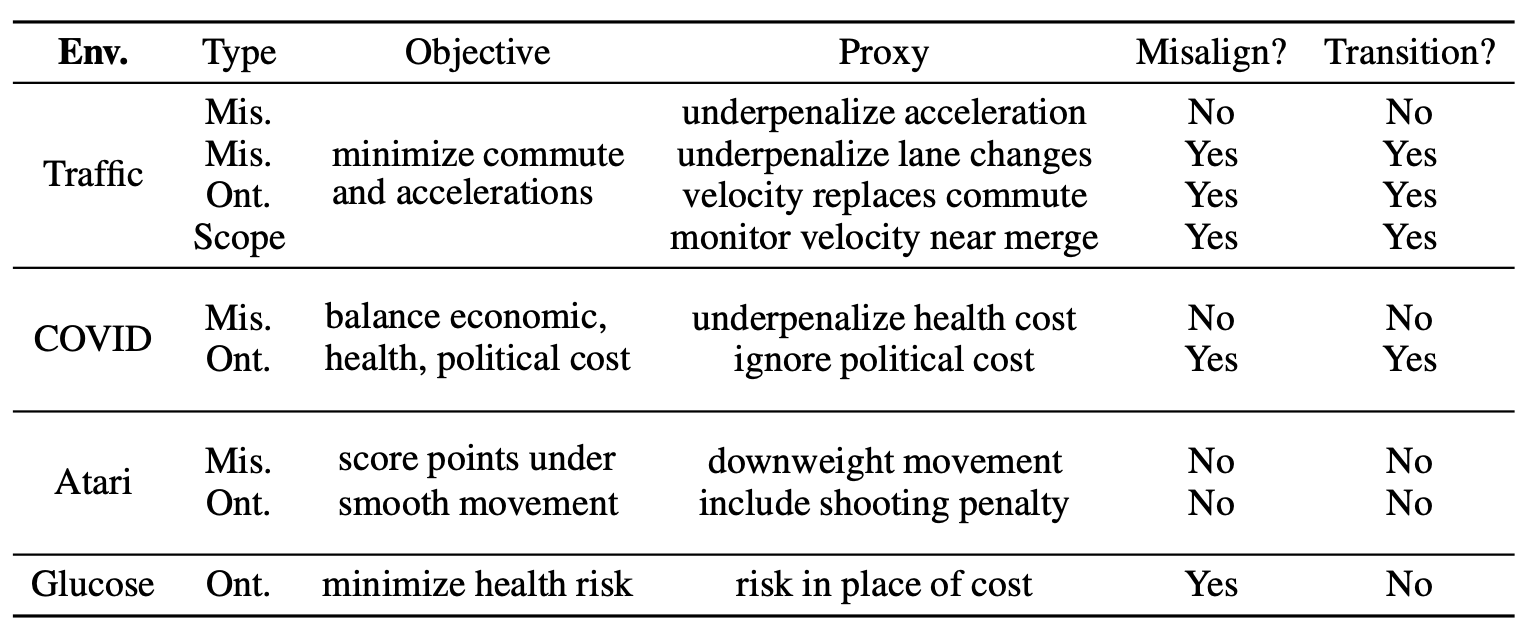 Env. Type Objective Proxy Misalign? Transition?
Mis. underpenalize acceleration No No
Traffic Mis. minimize commute underpenalize lane changes Yes Yes
Ont. and accelerations velocity replaces commute Yes Yes
Scope monitor velocity near merge Yes Yes
COVID Mis. balance economic, underpenalize health cost No No
Ont. health, political cost ignore political cost Yes Yes
Atari Mis. score points under downweight movement No No
Ont. smooth movement include shooting penalty No No
Glucose Ont. minimize health risk risk in place of cost Yes No